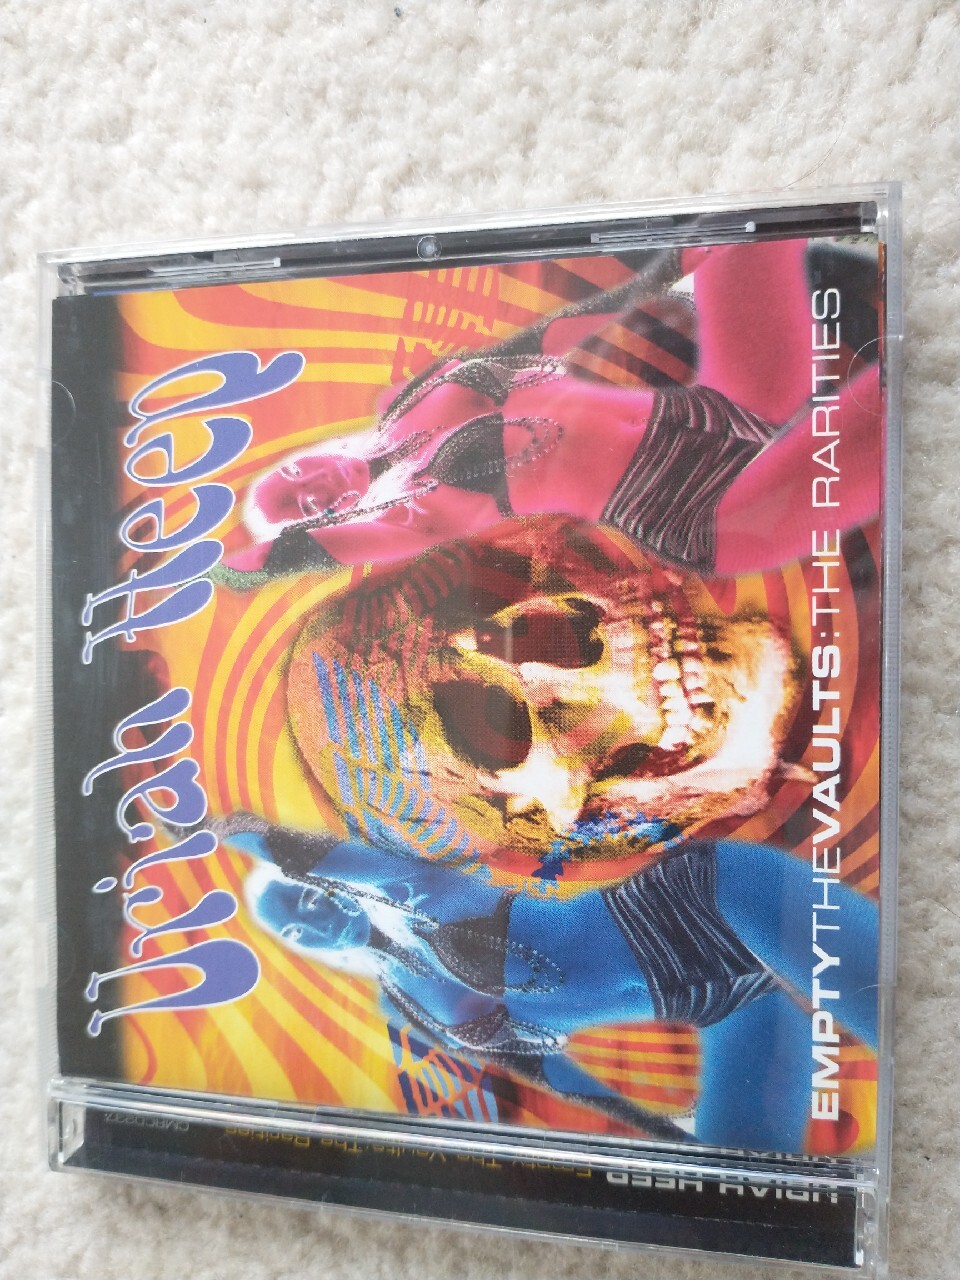 Uriah Heep
EMPTYTHEVAULTS:THE RARITIES
URIAH HEEP
Empty The Vaults:The Rarities